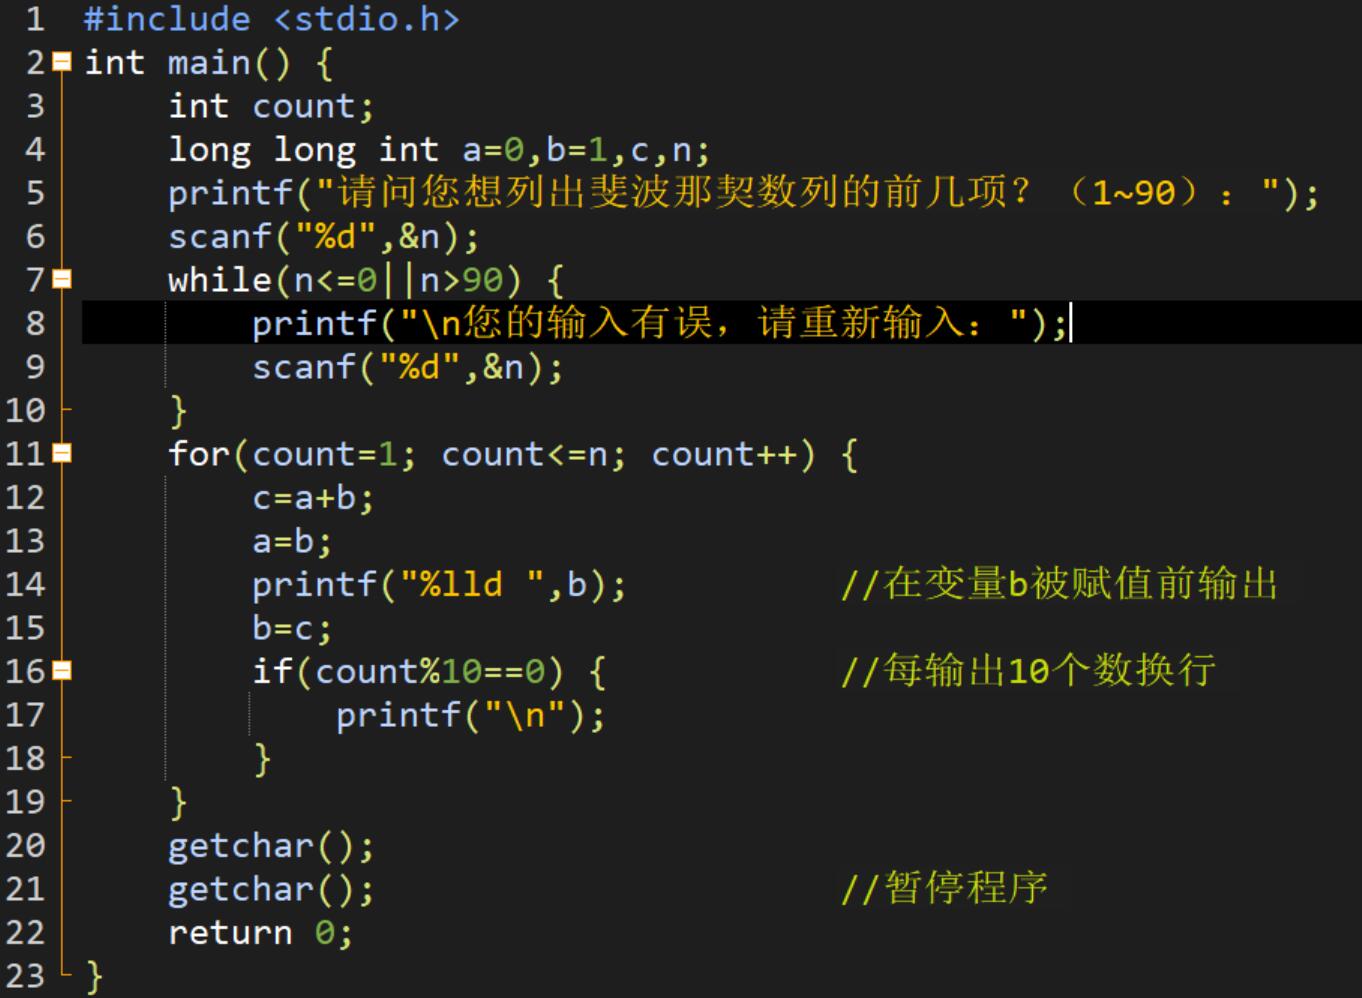 1 #include <stdio.h>
2 int main() {
3 int count;
4 long long int a=0,b=1,c,n;
5 printf("请问您想列出斐波那契数列的前几项？（1~90）：");
6 scanf("%d",&n);
7 while(n<=0||n>90) {
8 printf("\n您的输入有误，请重新输入：");
9 scanf("%d",&n);
10 }
11 for(count=1; count<=n; count++) {
12 c=a+b;
13 a=b;
14 printf("%lld ",b); //在变量b被赋值前输出
15 b=c;
16 if(count%10==0) { //每输出10个数换行
17 printf("\n");
18 }
19 }
20 getchar();
21 getchar(); //暂停程序
22 return 0;
23 }